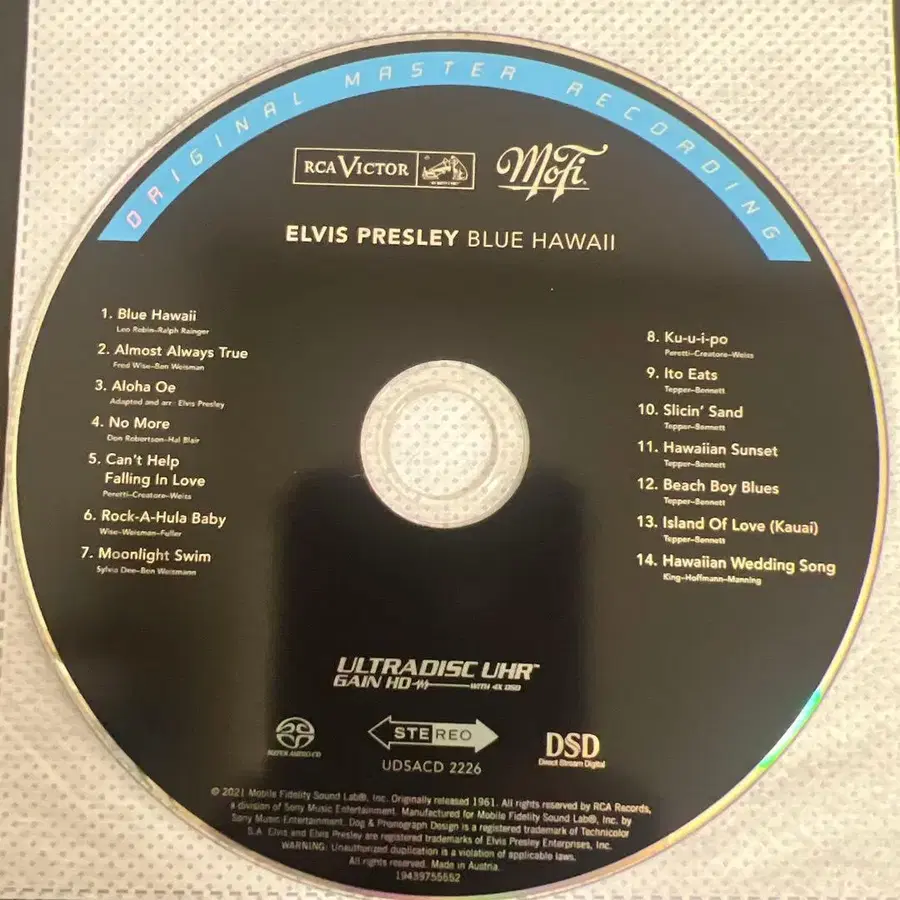 ORIGINAL MASTER RECORDING
RCA VICTOR
MoFi
ELVIS PRESLEY BLUE HAWAII
1. Blue Hawaii
Leo Robin–Ralph Rainger
2. Almost Always True
Fred Wise–Ben Weisman
3. Aloha Oe
Adapted and arr: Elvis Presley
4. No More
Don Robertson–Hal Blair
5. Can't Help
Falling In Love
Peretti–Creatore–Weiss
6. Rock-A-Hula Baby
Wise–Weisman–Fuller
7. Moonlight Swim
Sylvia Dee–Ben Weismann
8. Ku-u-i-po
Peretti–Creatore–Weiss
9. Ito Eats
Tepper–Bennett
10. Slicin' Sand
Tepper–Bennett
11. Hawaiian Sunset
Tepper–Bennett
12. Beach Boy Blues
Tepper–Bennett
13. Island Of Love (Kauai)
Tepper–Bennett
14. Hawaiian Wedding Song
King–Hoffmann–Manning
ULTRADISC UHR™
GAIN HD WITH 4X DSD
SUPER AUDIO CD
STEREO
DSD
Direct Stream Digital
UDSACD 2226
© 2021 Mobile Fidelity Sound Lab®, Inc. Originally released 1961. All rights reserved by RCA Records,
a division of Sony Music Entertainment. Manufactured for Mobile Fidelity Sound Lab®, Inc. by
Sony Music Entertainment. Dog & Phonograph Design is a registered trademark of Technicolor
S.A. Elvis and Elvis Presley are registered trademarks of Elvis Presley Enterprises, Inc.
WARNING: Unauthorized duplication is a violation of applicable laws.
All rights reserved. Made in Austria.
19439755552